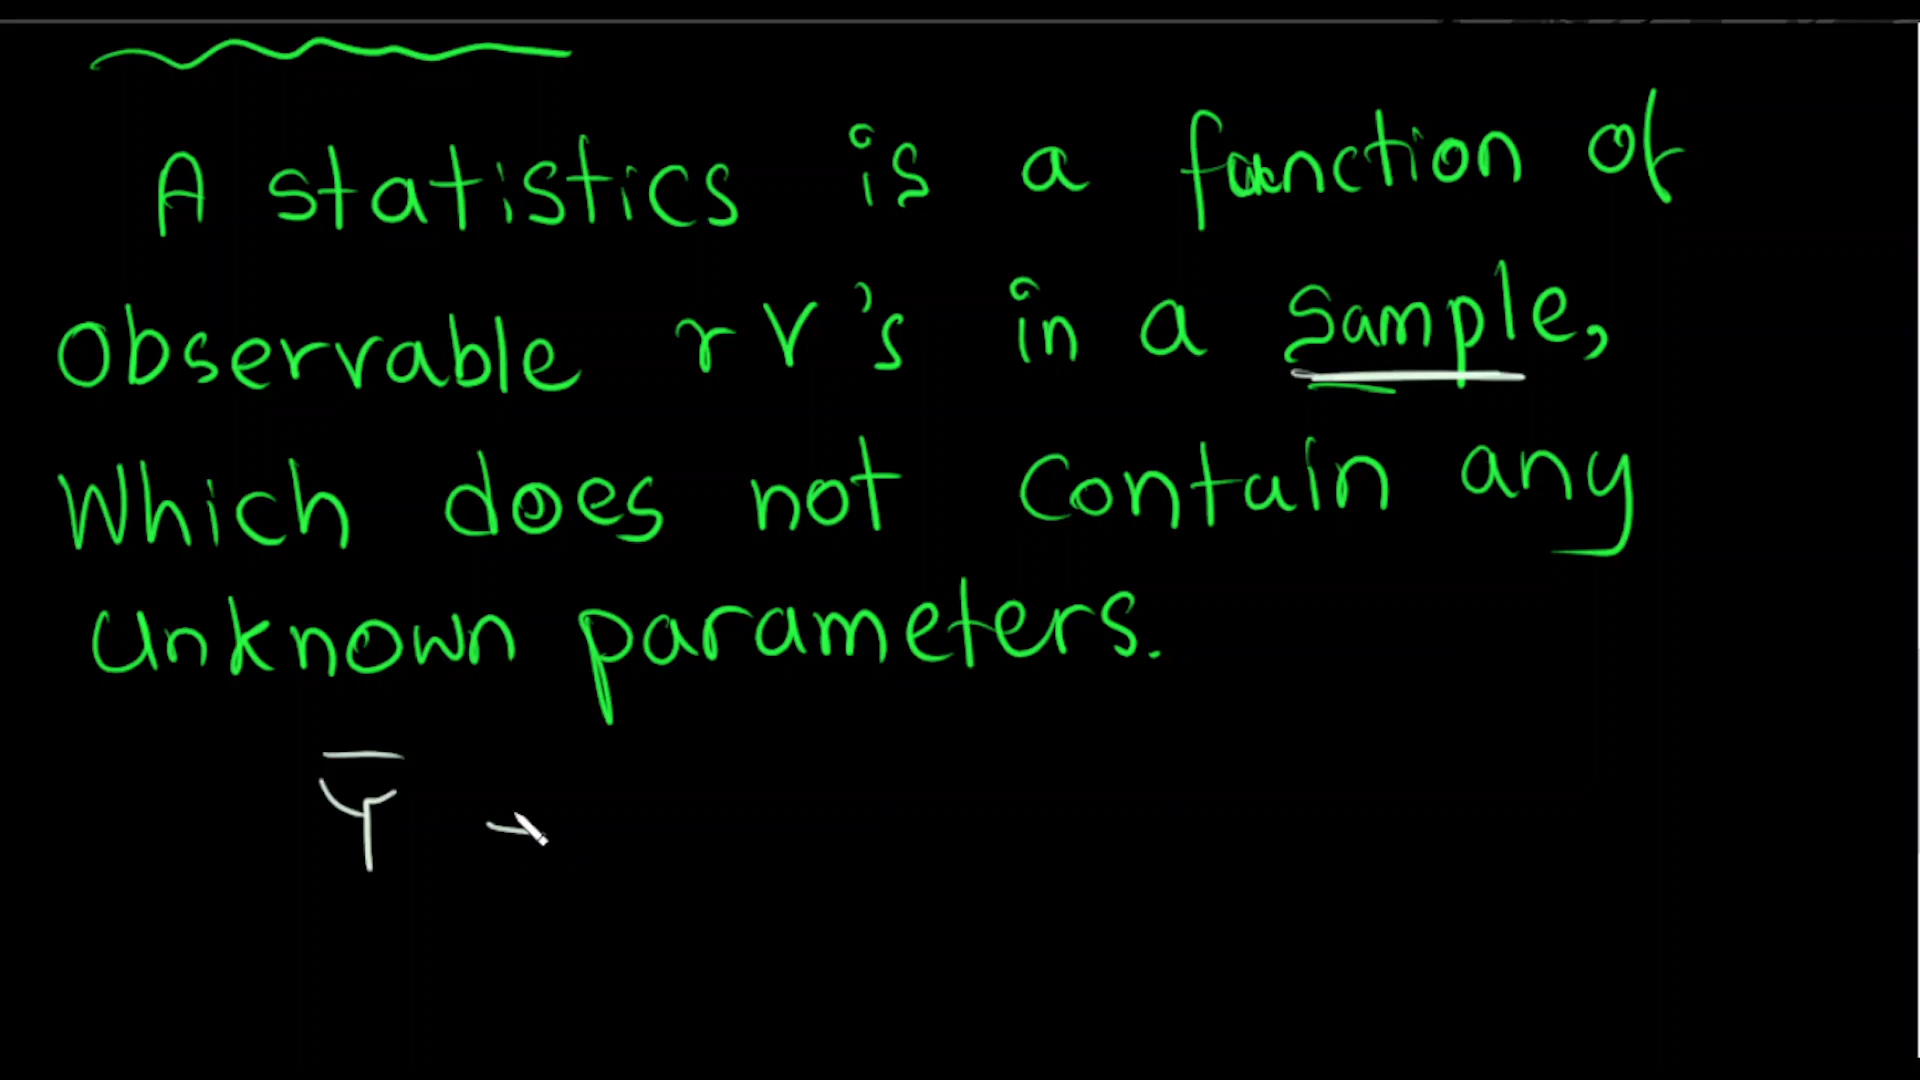 A statistics is a function of
Observable rV's in a sample,
Which does not contain any
Unknown parameters.
Ȳ